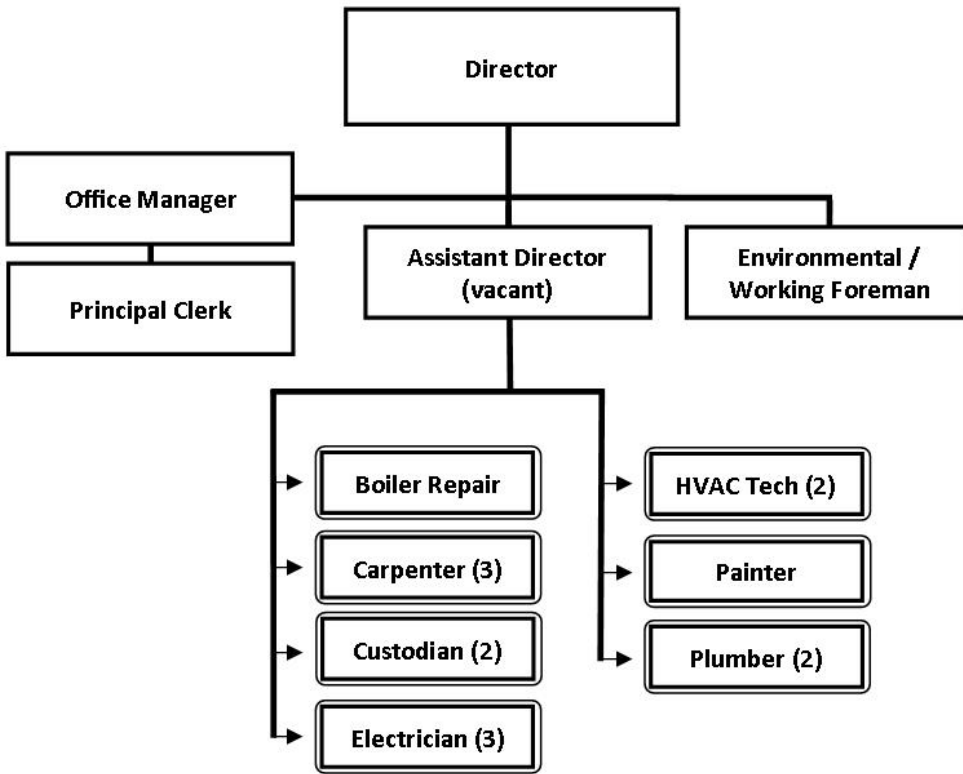 Director
Office Manager
Principal Clerk
Assistant Director
(vacant)
Environmental /
Working Foreman
Boiler Repair
Carpenter (3)
Custodian (2)
Electrician (3)
HVAC Tech (2)
Painter
Plumber (2)